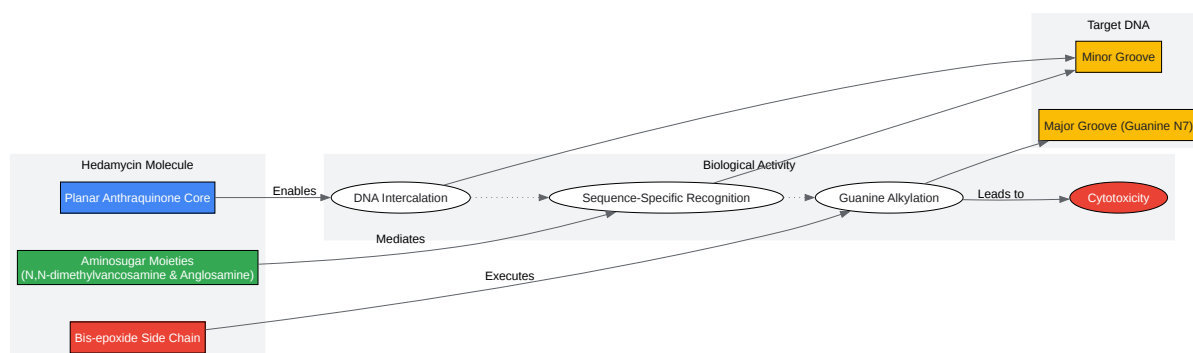 Target DNA
Minor Groove
Major Groove (Guanine N7)
Hedamycin Molecule
Biological Activity
Planar Anthraquinone Core
Enables
DNA Intercalation
Sequence-Specific Recognition
Guanine Alkylation
Leads to
Cytotoxicity
Mediates
Aminosugar Moieties
(N,N-dimethylvancosamine & Anglosamine)
Executes
Bis-epoxide Side Chain